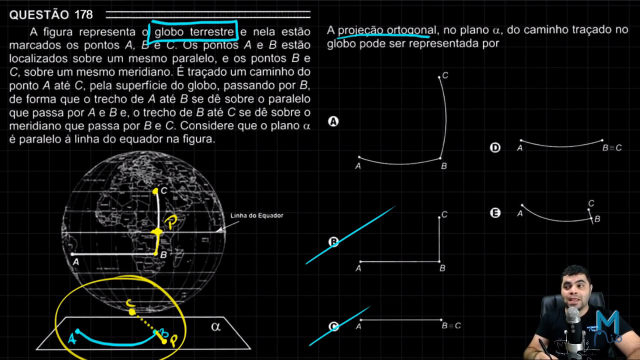 QUESTÃO 178
A figura representa o globo terrestre e nela estão
marcados os pontos A, B e C. Os pontos A e B estão
localizados sobre um mesmo paralelo, e os pontos B e
C, sobre um mesmo meridiano. É traçado um caminho do
ponto A até C, pela superfície do globo, passando por B,
de forma que o trecho de A até B se dê sobre o paralelo
que passa por A e B e, o trecho de B até C se dê sobre o
meridiano que passa por B e C. Considere que o plano α
é paralelo à linha do equador na figura.
C
P
Linha do Equador
A
B
C
A
P
α
A projeção ortogonal, no plano α, do caminho traçado no
globo pode ser representada por
A
C
A
B
B
C
A
B
C
A
B = C
D
A
B = C
E
A
C
B
M